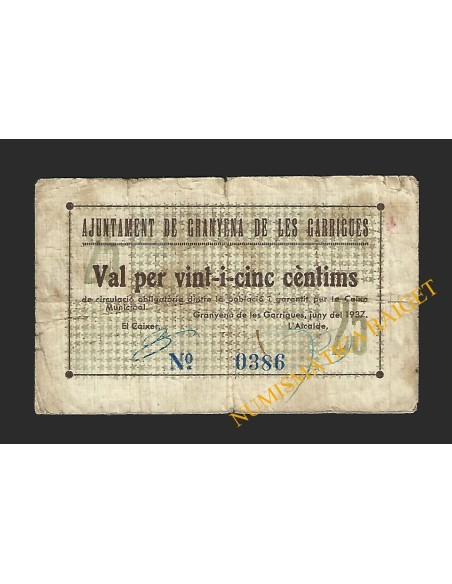 AJUNTAMENT DE GRANYENA DE LES GARRIGUES
Val per vint-i-cinc cèntims
de circulació obligatòria dintre la població i garantit per la Caixa
Municipal.
Granyena de les Garrigues, juny del 1937.
El Caixer,
L'Alcalde,
25
Nº 0386
NUMISMATICA BAIGET